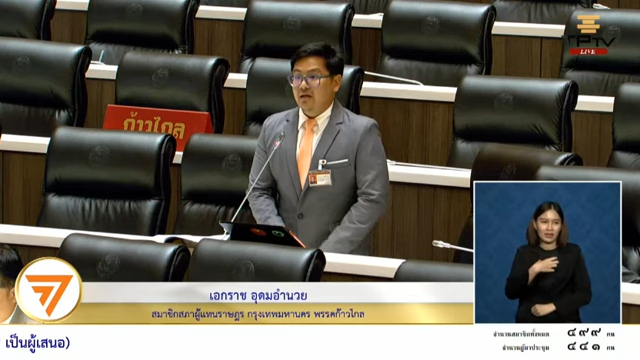 TPTV
LIVE
ก้าวไกล
เอกราช อุดมอำนวย
สมาชิกสภาผู้แทนราษฎร กรุงเทพมหานคร พรรคก้าวไกล
เป็นผู้เสนอ)
จำนวนสมาชิกทั้งหมด ๔๙๙ คน
จำนวนผู้มาประชุม ๔๔๑ คน